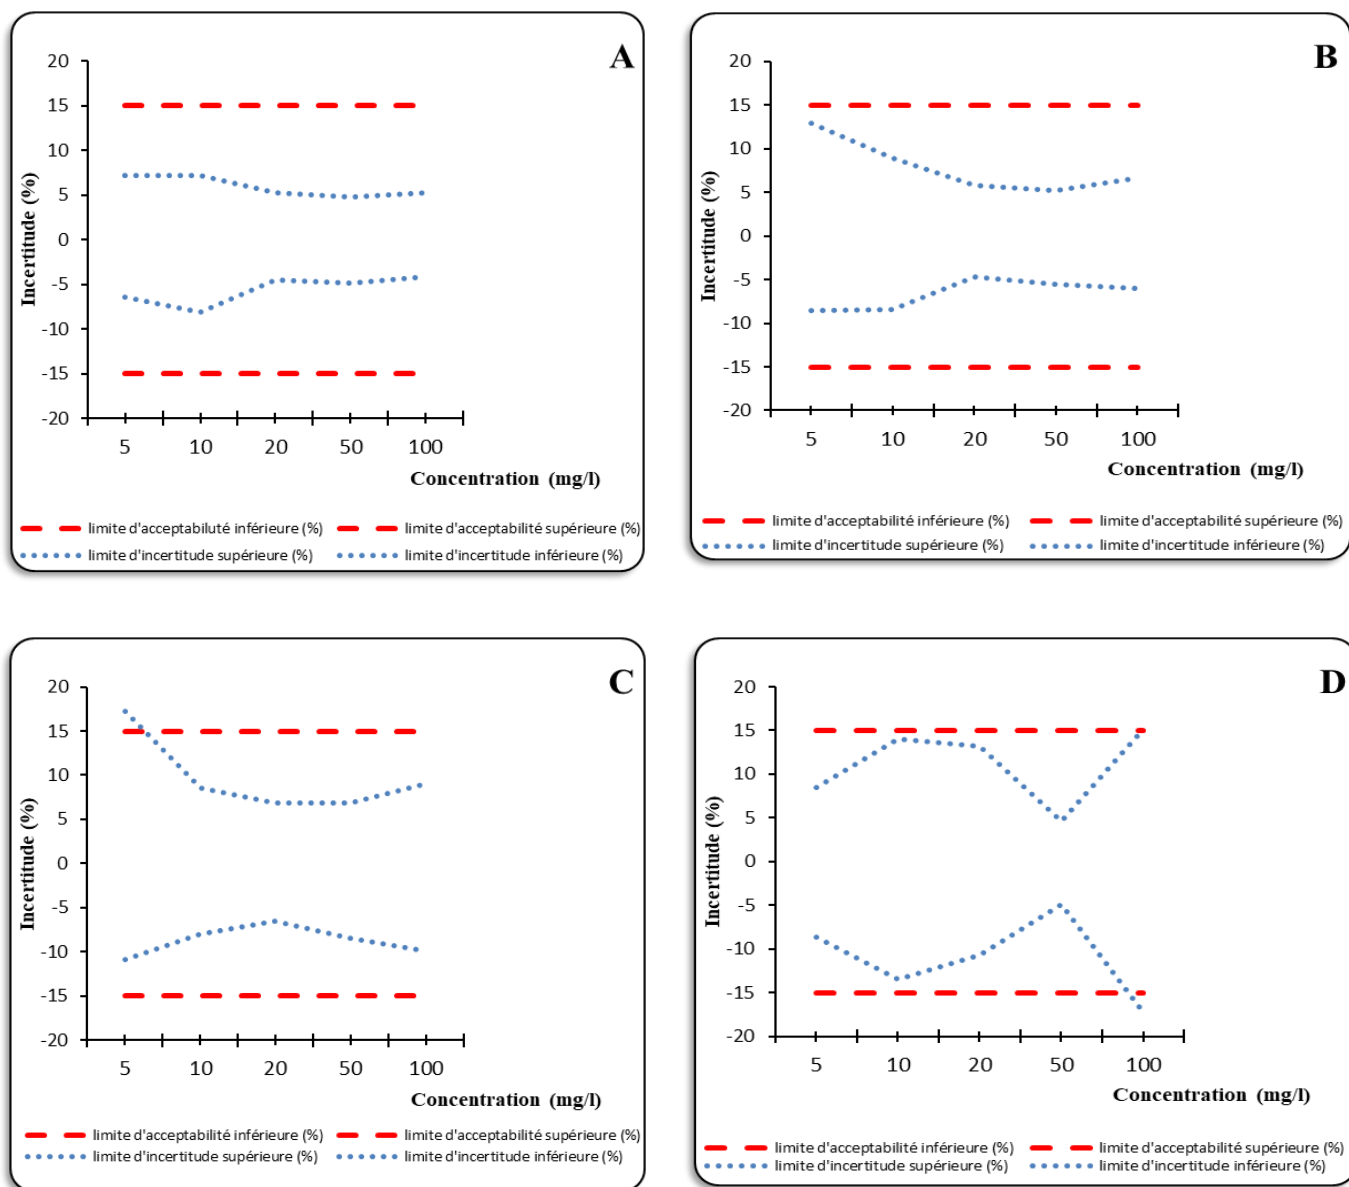 A
20
15
10
5
0
-5
-10
-15
-20
Incertitude (%)
5 10 20 50 100
Concentration (mg/l)
limite d'acceptabiluté inférieure (%) limite d'acceptabilité supérieure (%)
limite d'incertitude supérieure (%) limite d'incertitude inférieure (%)
B
20
15
10
5
0
-5
-10
-15
-20
Incertitude (%)
5 10 20 50 100
Concentration (mg/l)
limite d'acceptabilité inférieure (%) limite d'acceptabilité supérieure (%)
limite d'incertitude supérieure (%) limite d'incertitude inférieure (%)
C
20
15
10
5
0
-5
-10
-15
-20
Incertitude (%)
5 10 20 50 100
Concentration (mg/l)
limite d'acceptabilité inférieure (%) limite d'acceptabilité supérieure (%)
limite d'incertitude supérieure (%) limite d'incertitude inférieure (%)
D
20
15
10
5
0
-5
-10
-15
-20
Incertitude (%)
5 10 20 50 100
Concentration (mg/l)
limite d'acceptabilité inférieure (%) limite d'acceptabilité supérieure (%)
limite d'incertitude supérieure (%) limite d'incertitude inférieure (%)